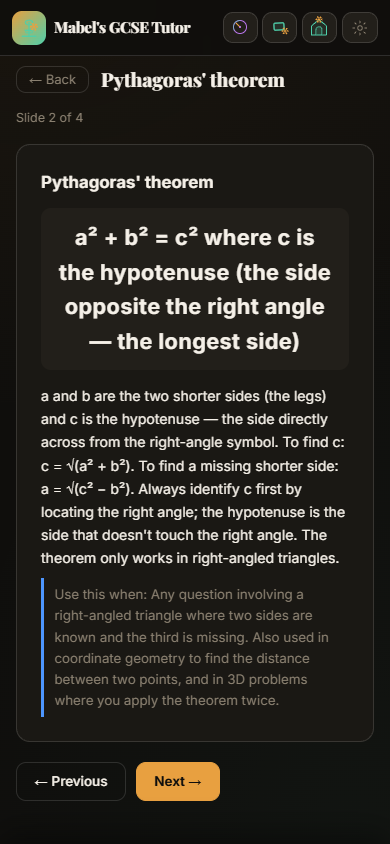 Mabel's GCSE Tutor
← Back
Pythagoras' theorem
Slide 2 of 4
Pythagoras' theorem
a² + b² = c² where c is
the hypotenuse (the side
opposite the right angle
— the longest side)
a and b are the two shorter sides (the legs)
and c is the hypotenuse — the side directly
across from the right-angle symbol. To find c:
c = √(a² + b²). To find a missing shorter side:
a = √(c² − b²). Always identify c first by
locating the right angle; the hypotenuse is the
side that doesn't touch the right angle. The
theorem only works in right-angled triangles.
Use this when: Any question involving a
right-angled triangle where two sides are
known and the third is missing. Also used in
coordinate geometry to find the distance
between two points, and in 3D problems
where you apply the theorem twice.
← Previous
Next →